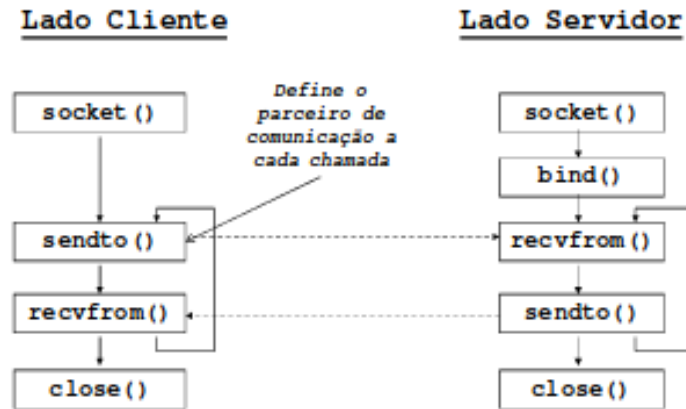 Lado Cliente
Lado Servidor
socket()
Define o
parceiro de
comunicação a
cada chamada
socket()
bind()
sendto()
recvfrom()
recvfrom()
sendto()
close()
close()